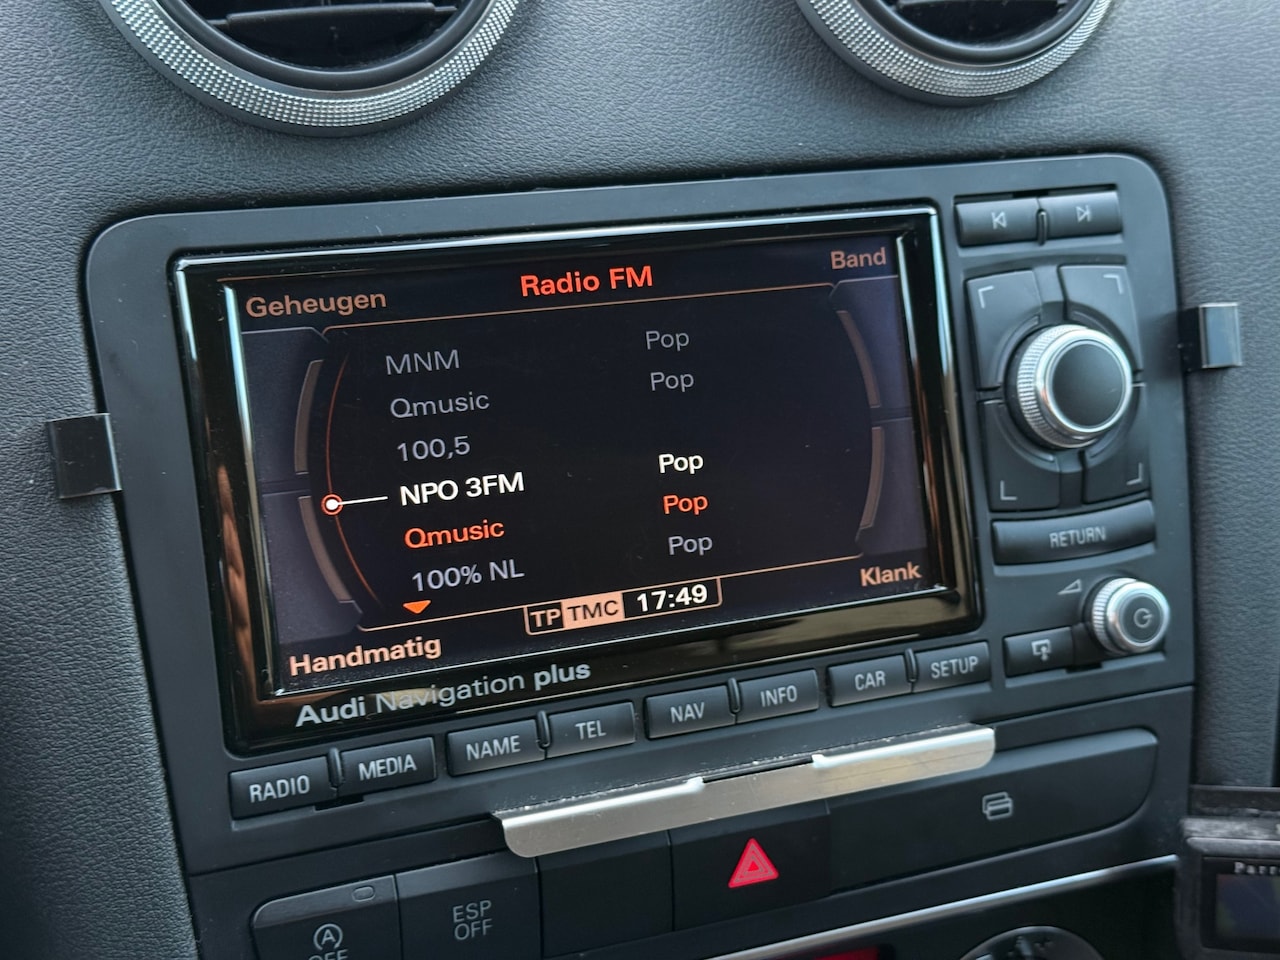 Geheugen
Radio FM
Band
MNM Pop
Qmusic Pop
100,5
NPO 3FM Pop
Qmusic Pop
100% NL Pop
Handmatig
TP TMC 17:49
Klank
Audi Navigation plus
RETURN
RADIO
MEDIA
NAME
TEL
NAV
INFO
CAR
SETUP
A
OFF
ESP
OFF